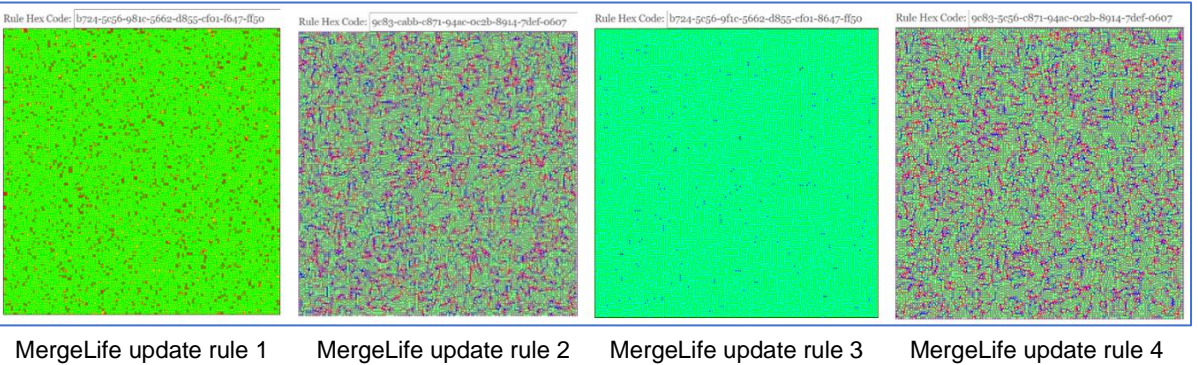 Rule Hex Code: b724-5c56-981c-5662-d855-cf01-f647-ff50
Rule Hex Code: 9c83-cabb-c871-94ac-0c2b-8914-7def-0607
Rule Hex Code: b724-5c56-9f1c-5662-d855-cf01-8647-ff50
Rule Hex Code: 9c83-5c56-c871-94ac-0c2b-8914-7def-0607
MergeLife update rule 1
MergeLife update rule 2
MergeLife update rule 3
MergeLife update rule 4